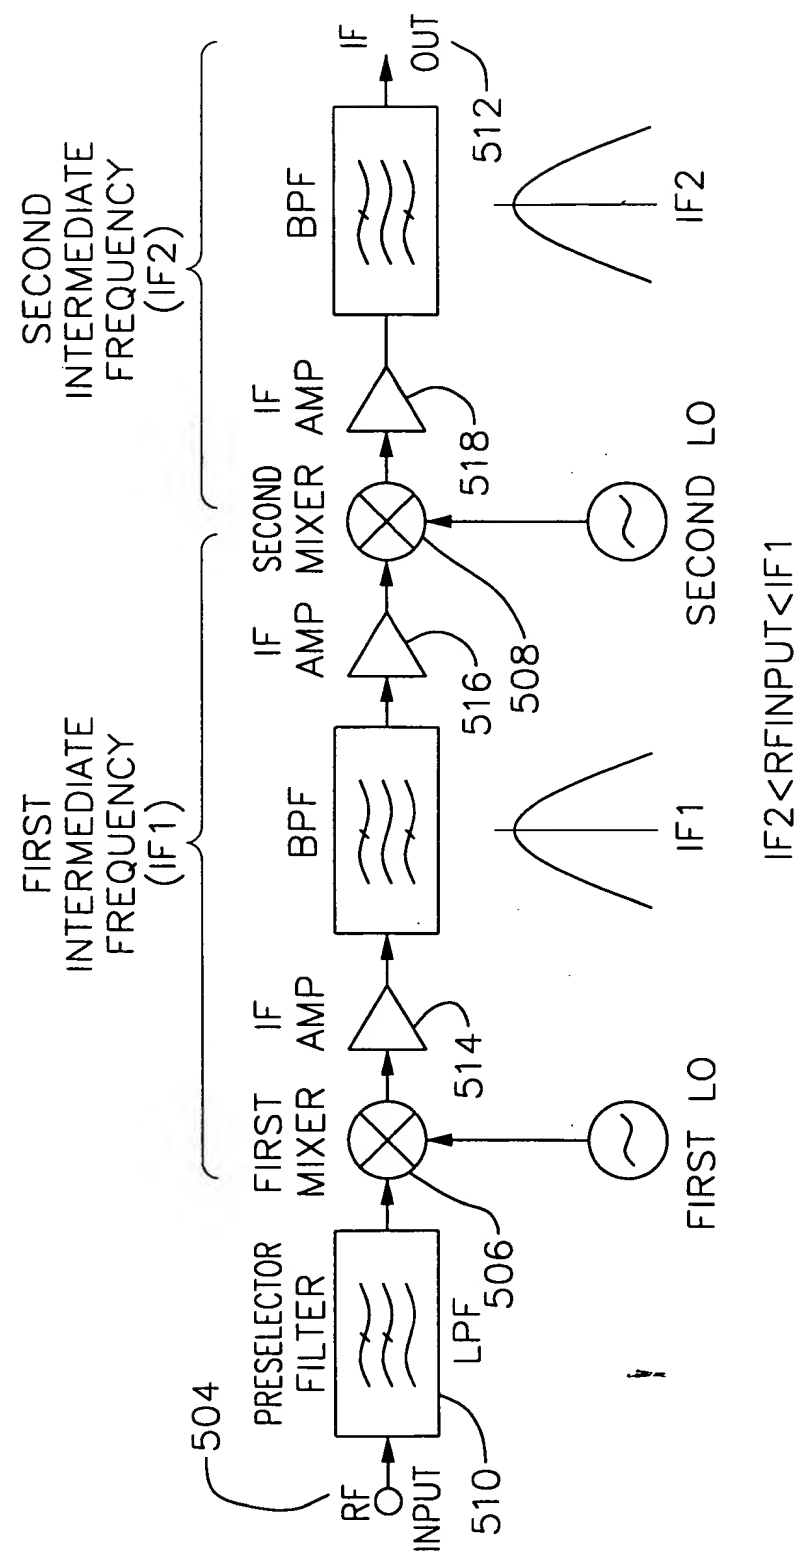 FIRST
INTERMEDIATE
FREQUENCY
(IF1)
SECOND
INTERMEDIATE
FREQUENCY
(IF2)
504
PRESELECTOR
FILTER
FIRST
MIXER
IF
AMP
BPF
IF
AMP
SECOND
MIXER
IF
AMP
BPF
RF
INPUT
IF
OUT
510
LPF
506
514
516
508
518
512
FIRST LO
IF1
SECOND LO
IF2
IF2<RFINPUT<IF1